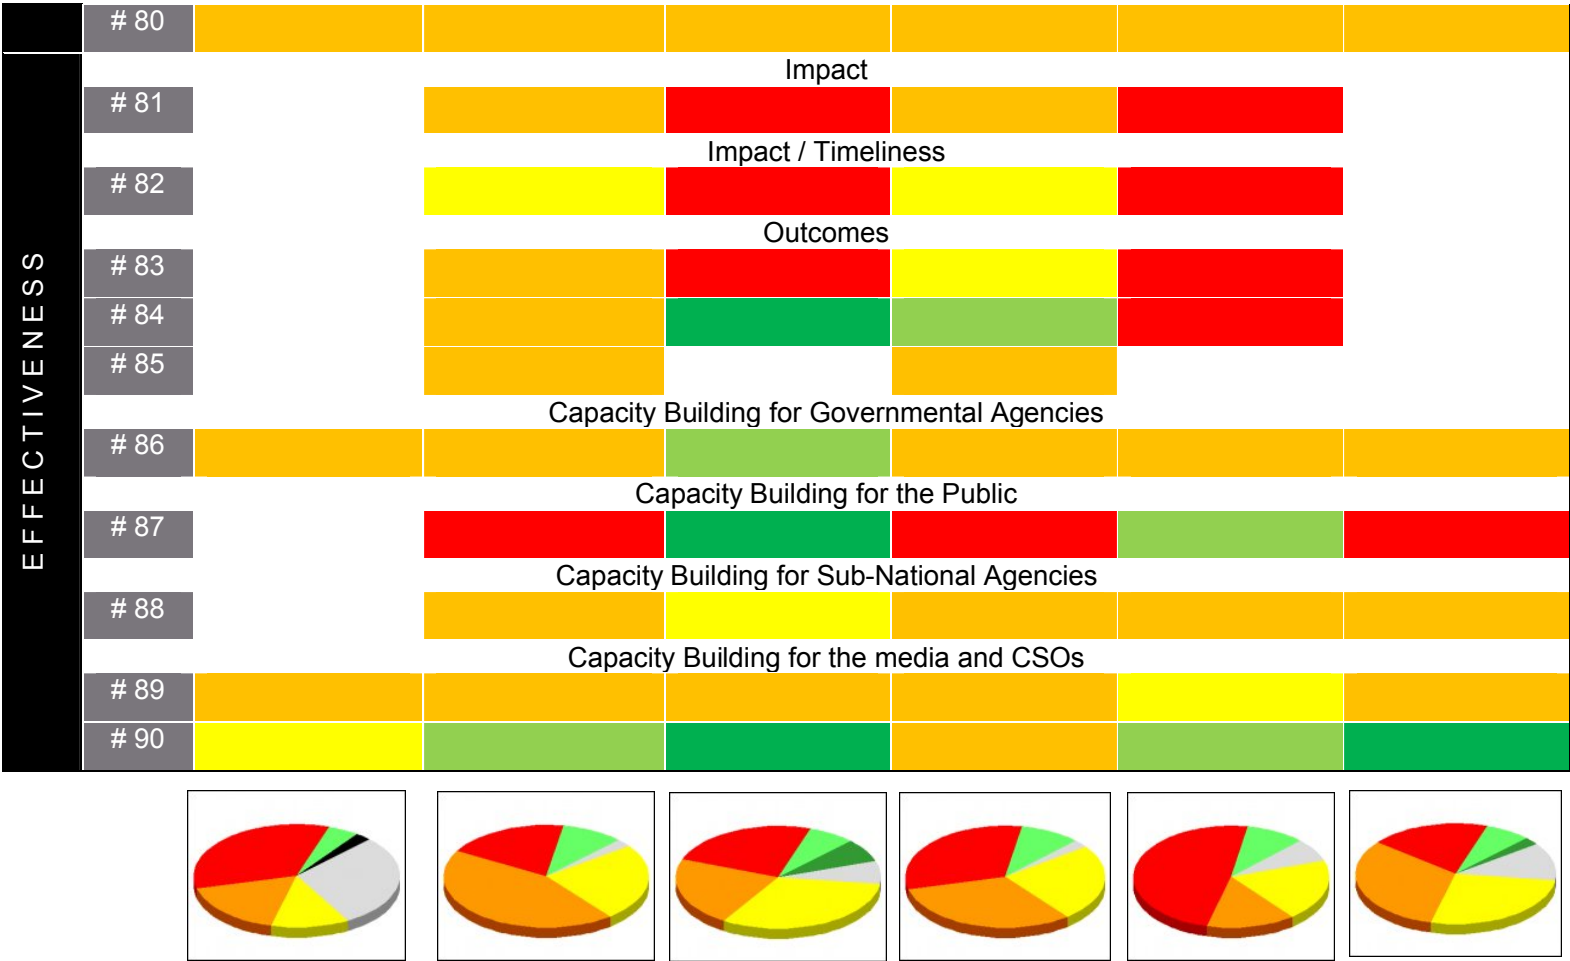 # 80
Impact
# 81
Impact / Timeliness
# 82
Outcomes
# 83
# 84
# 85
Capacity Building for Governmental Agencies
# 86
Capacity Building for the Public
# 87
Capacity Building for Sub-National Agencies
# 88
Capacity Building for the media and CSOs
# 89
# 90
EFFECTIVENESS